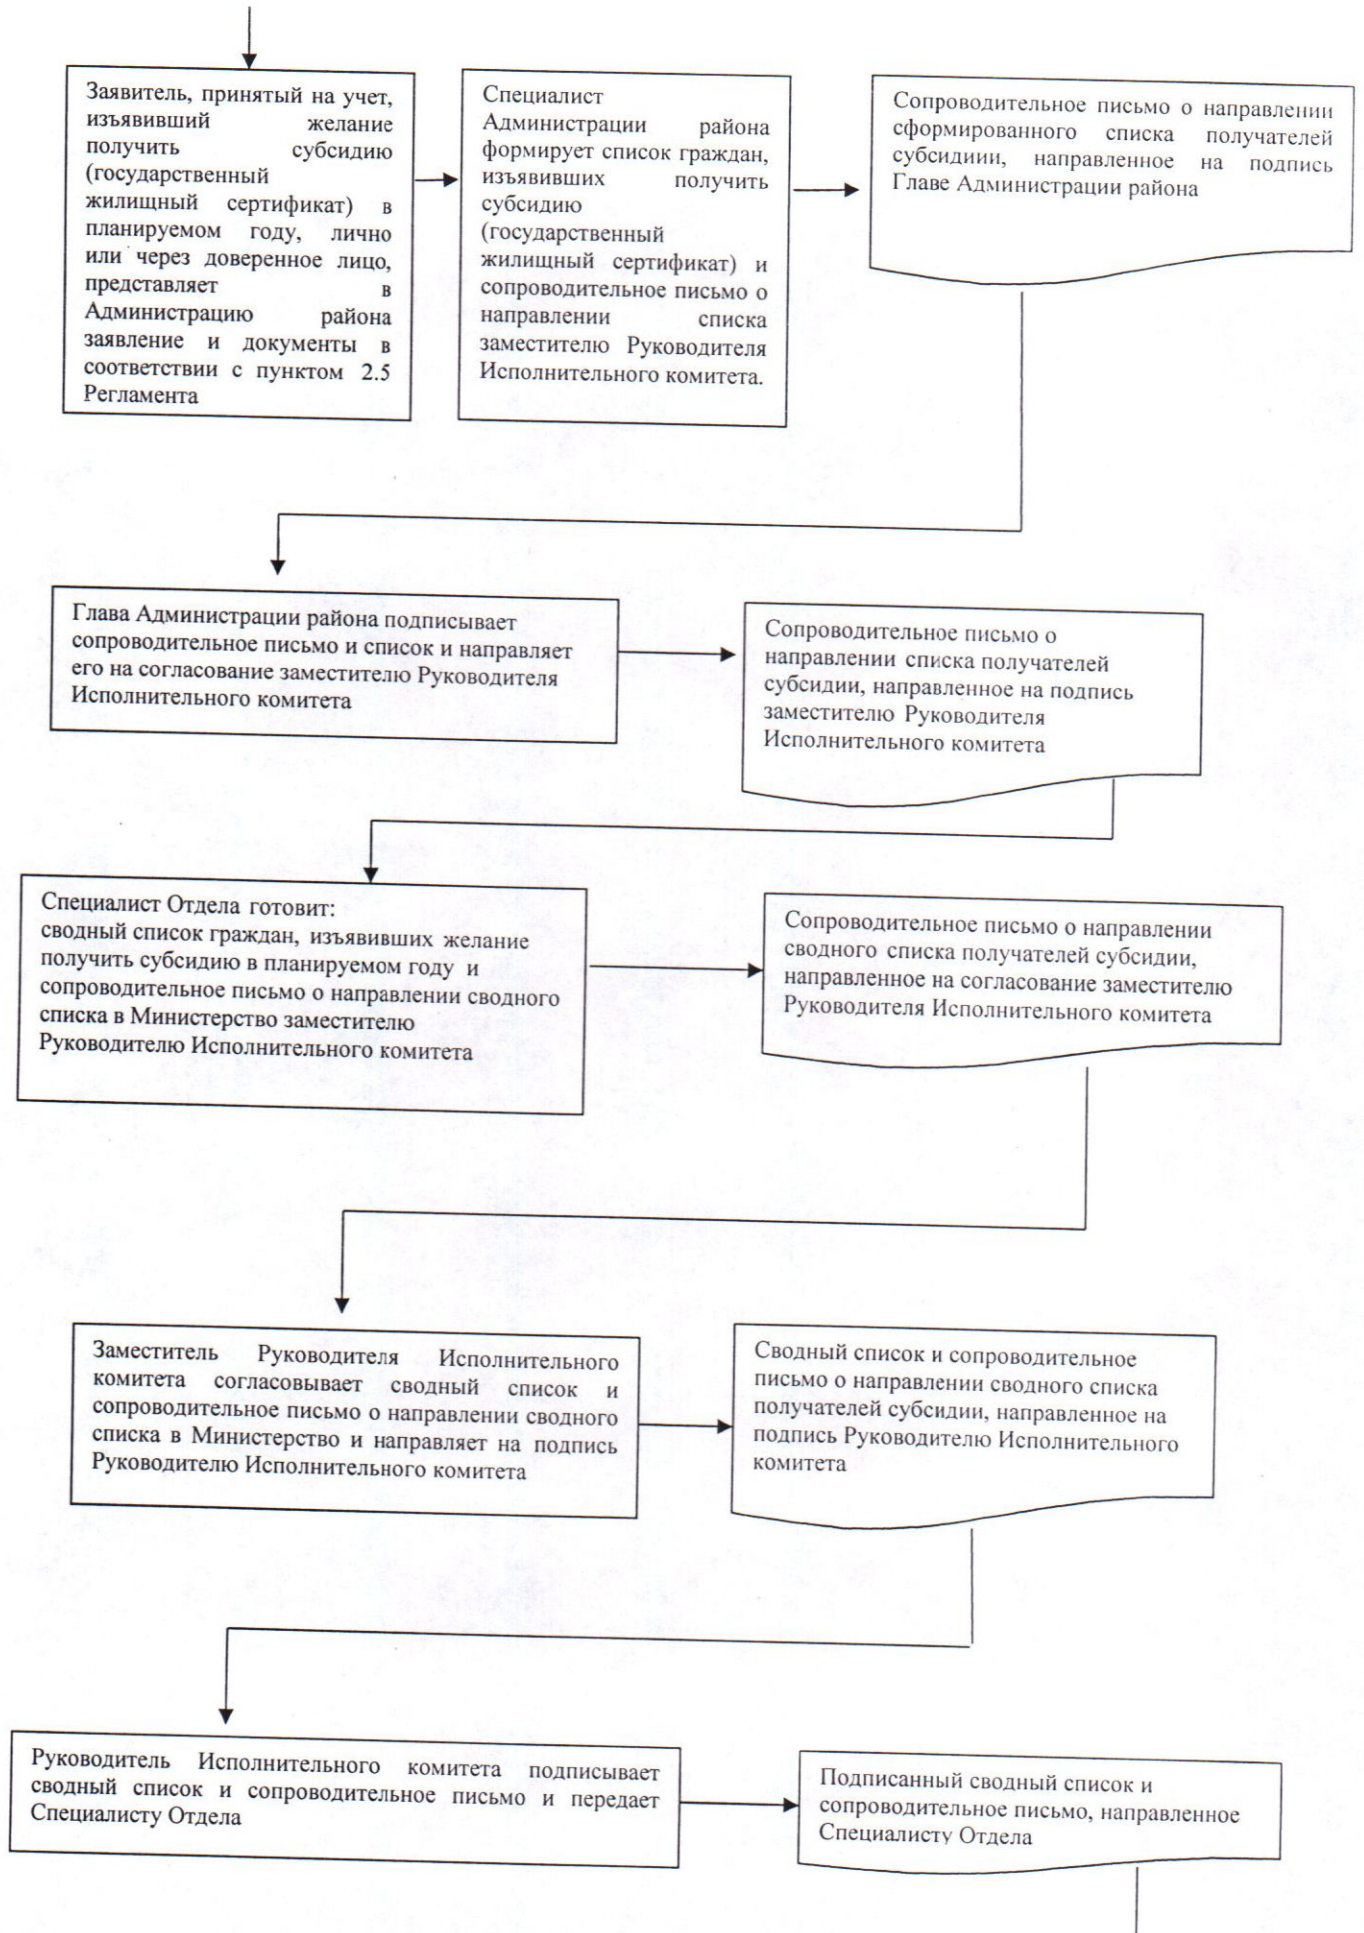 Заявитель, принятый на учет,
изъявивший желание
получить субсидию
(государственный
жилищный сертификат) в
планируемом году, лично
или через доверенное лицо,
представляет в
Администрацию района
заявление и документы в
соответствии с пунктом 2.5
Регламента
Специалист
Администрации района
формирует список граждан,
изъявивших получить
субсидию
(государственный
жилищный сертификат) и
сопроводительное письмо о
направлении списка
заместителю Руководителя
Исполнительного комитета.
Сопроводительное письмо о направлении
сформированного списка получателей
субсидиии, направленное на подпись
Главе Администрации района
Глава Администрации района подписывает
сопроводительное письмо и список и направляет
его на согласование заместителю Руководителя
Исполнительного комитета
Сопроводительное письмо о
направлении списка получателей
субсидии, направленное на подпись
заместителю Руководителя
Исполнительного комитета
Специалист Отдела готовит:
сводный список граждан, изъявивших желание
получить субсидию в планируемом году и
сопроводительное письмо о направлении сводного
списка в Министерство заместителю
Руководителю Исполнительного комитета
Сопроводительное письмо о направлении
сводного списка получателей субсидии,
направленное на согласование заместителю
Руководителя Исполнительного комитета
Заместитель Руководителя Исполнительного
комитета согласовывает сводный список и
сопроводительное письмо о направлении сводного
списка в Министерство и направляет на подпись
Руководителю Исполнительного комитета
Сводный список и сопроводительное
письмо о направлении сводного списка
получателей субсидии, направленное на
подпись Руководителю Исполнительного
комитета
Руководитель Исполнительного комитета подписывает
сводный список и сопроводительное письмо и передает
Специалисту Отдела
Подписанный сводный список и
сопроводительное письмо, направленное
Специалисту Отдела